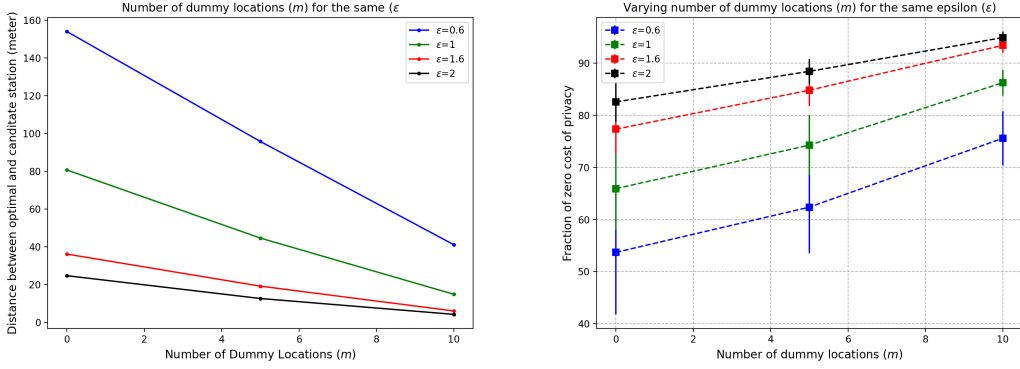 Number of dummy locations (m) for the same (ε
Distance between optimal and canditate station (meter)
160
140
120
100
80
60
40
20
0
ε=0.6
ε=1
ε=1.6
ε=2
0 2 4 6 8 10
Number of Dummy Locations (m)
Varying number of dummy locations (m) for the same epsilon (ε)
Fraction of zero cost of privacy
90
80
70
60
50
40
ε=0.6
ε=1
ε=1.6
ε=2
0 2 4 6 8 10
Number of dummy locations (m)